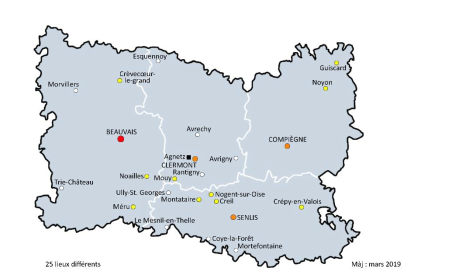 Esquennoy
Guiscard
Crèvecœur-
le-grand
Noyon
Morvillers
BEAUVAIS
Avrechy
COMPIÈGNE
Agnetz
CLERMONT
Avrigny
Rantigny
Noailles
Mouy
Trie-Château
Ully-St. Georges
Nogent-sur-Oise
Montataire
Creil
Crépy-en-Valois
Méru
SENLIS
Le Mesnil-en-Thelle
Coye-la-Forêt
Mortefontaine
25 lieux différents
Màj : mars 2019